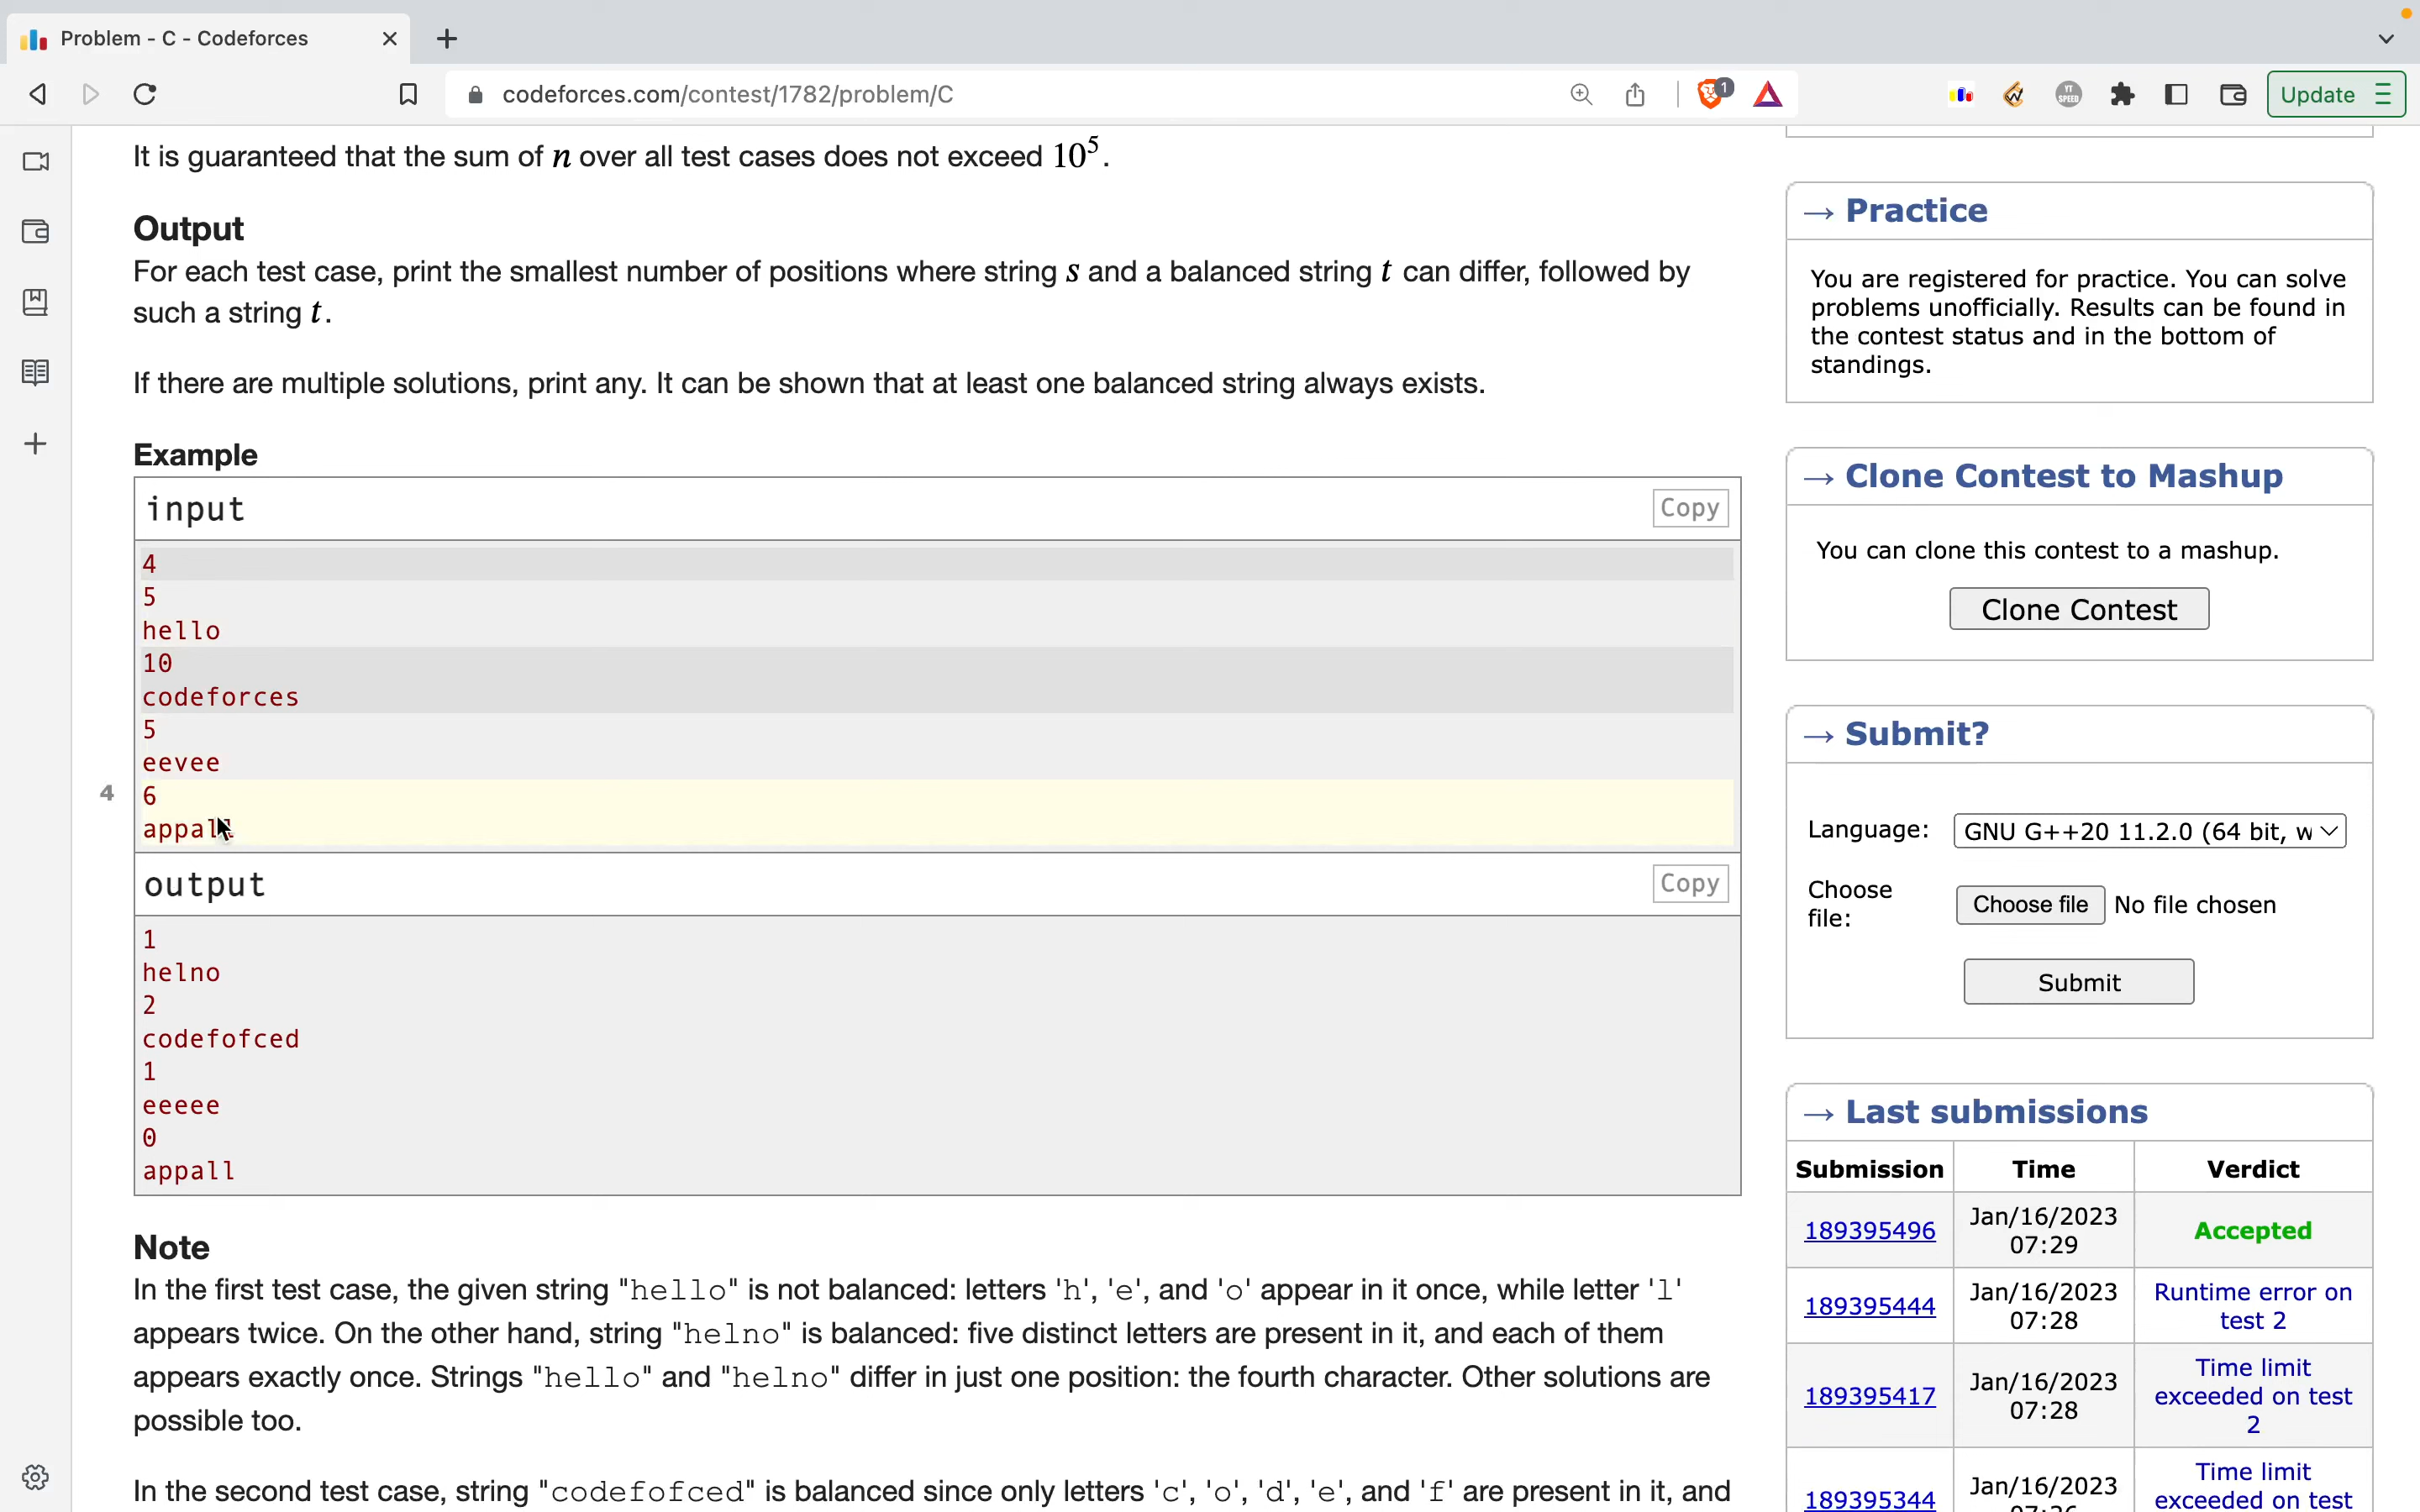 Problem - C - Codeforces
codeforces.com/contest/1782/problem/C
1
YT SPEED
Update
It is guaranteed that the sum of n over all test cases does not exceed 10⁵.
Output
For each test case, print the smallest number of positions where string s and a balanced string t can differ, followed by
such a string t.
If there are multiple solutions, print any. It can be shown that at least one balanced string always exists.
Example
input
Copy
4
5
hello
10
codeforces
5
eevee
4
6
appall
output
Copy
1
helno
2
codefofced
1
eeeee
0
appall
Note
In the first test case, the given string "hello" is not balanced: letters 'h', 'e', and 'o' appear in it once, while letter 'l'
appears twice. On the other hand, string "helno" is balanced: five distinct letters are present in it, and each of them
appears exactly once. Strings "hello" and "helno" differ in just one position: the fourth character. Other solutions are
possible too.
In the second test case, string "codefofced" is balanced since only letters 'c', 'o', 'd', 'e', and 'f' are present in it, and
→ Practice
You are registered for practice. You can solve
problems unofficially. Results can be found in
the contest status and in the bottom of
standings.
→ Clone Contest to Mashup
You can clone this contest to a mashup.
Clone Contest
→ Submit?
Language: GNU G++20 11.2.0 (64 bit, w
Choose
file:
Choose file No file chosen
Submit
→ Last submissions
Submission Time Verdict
189395496 Jan/16/2023 07:29 Accepted
189395444 Jan/16/2023 07:28 Runtime error on test 2
189395417 Jan/16/2023 07:28 Time limit exceeded on test 2
189395344 Jan/16/2023 Time limit exceeded on test